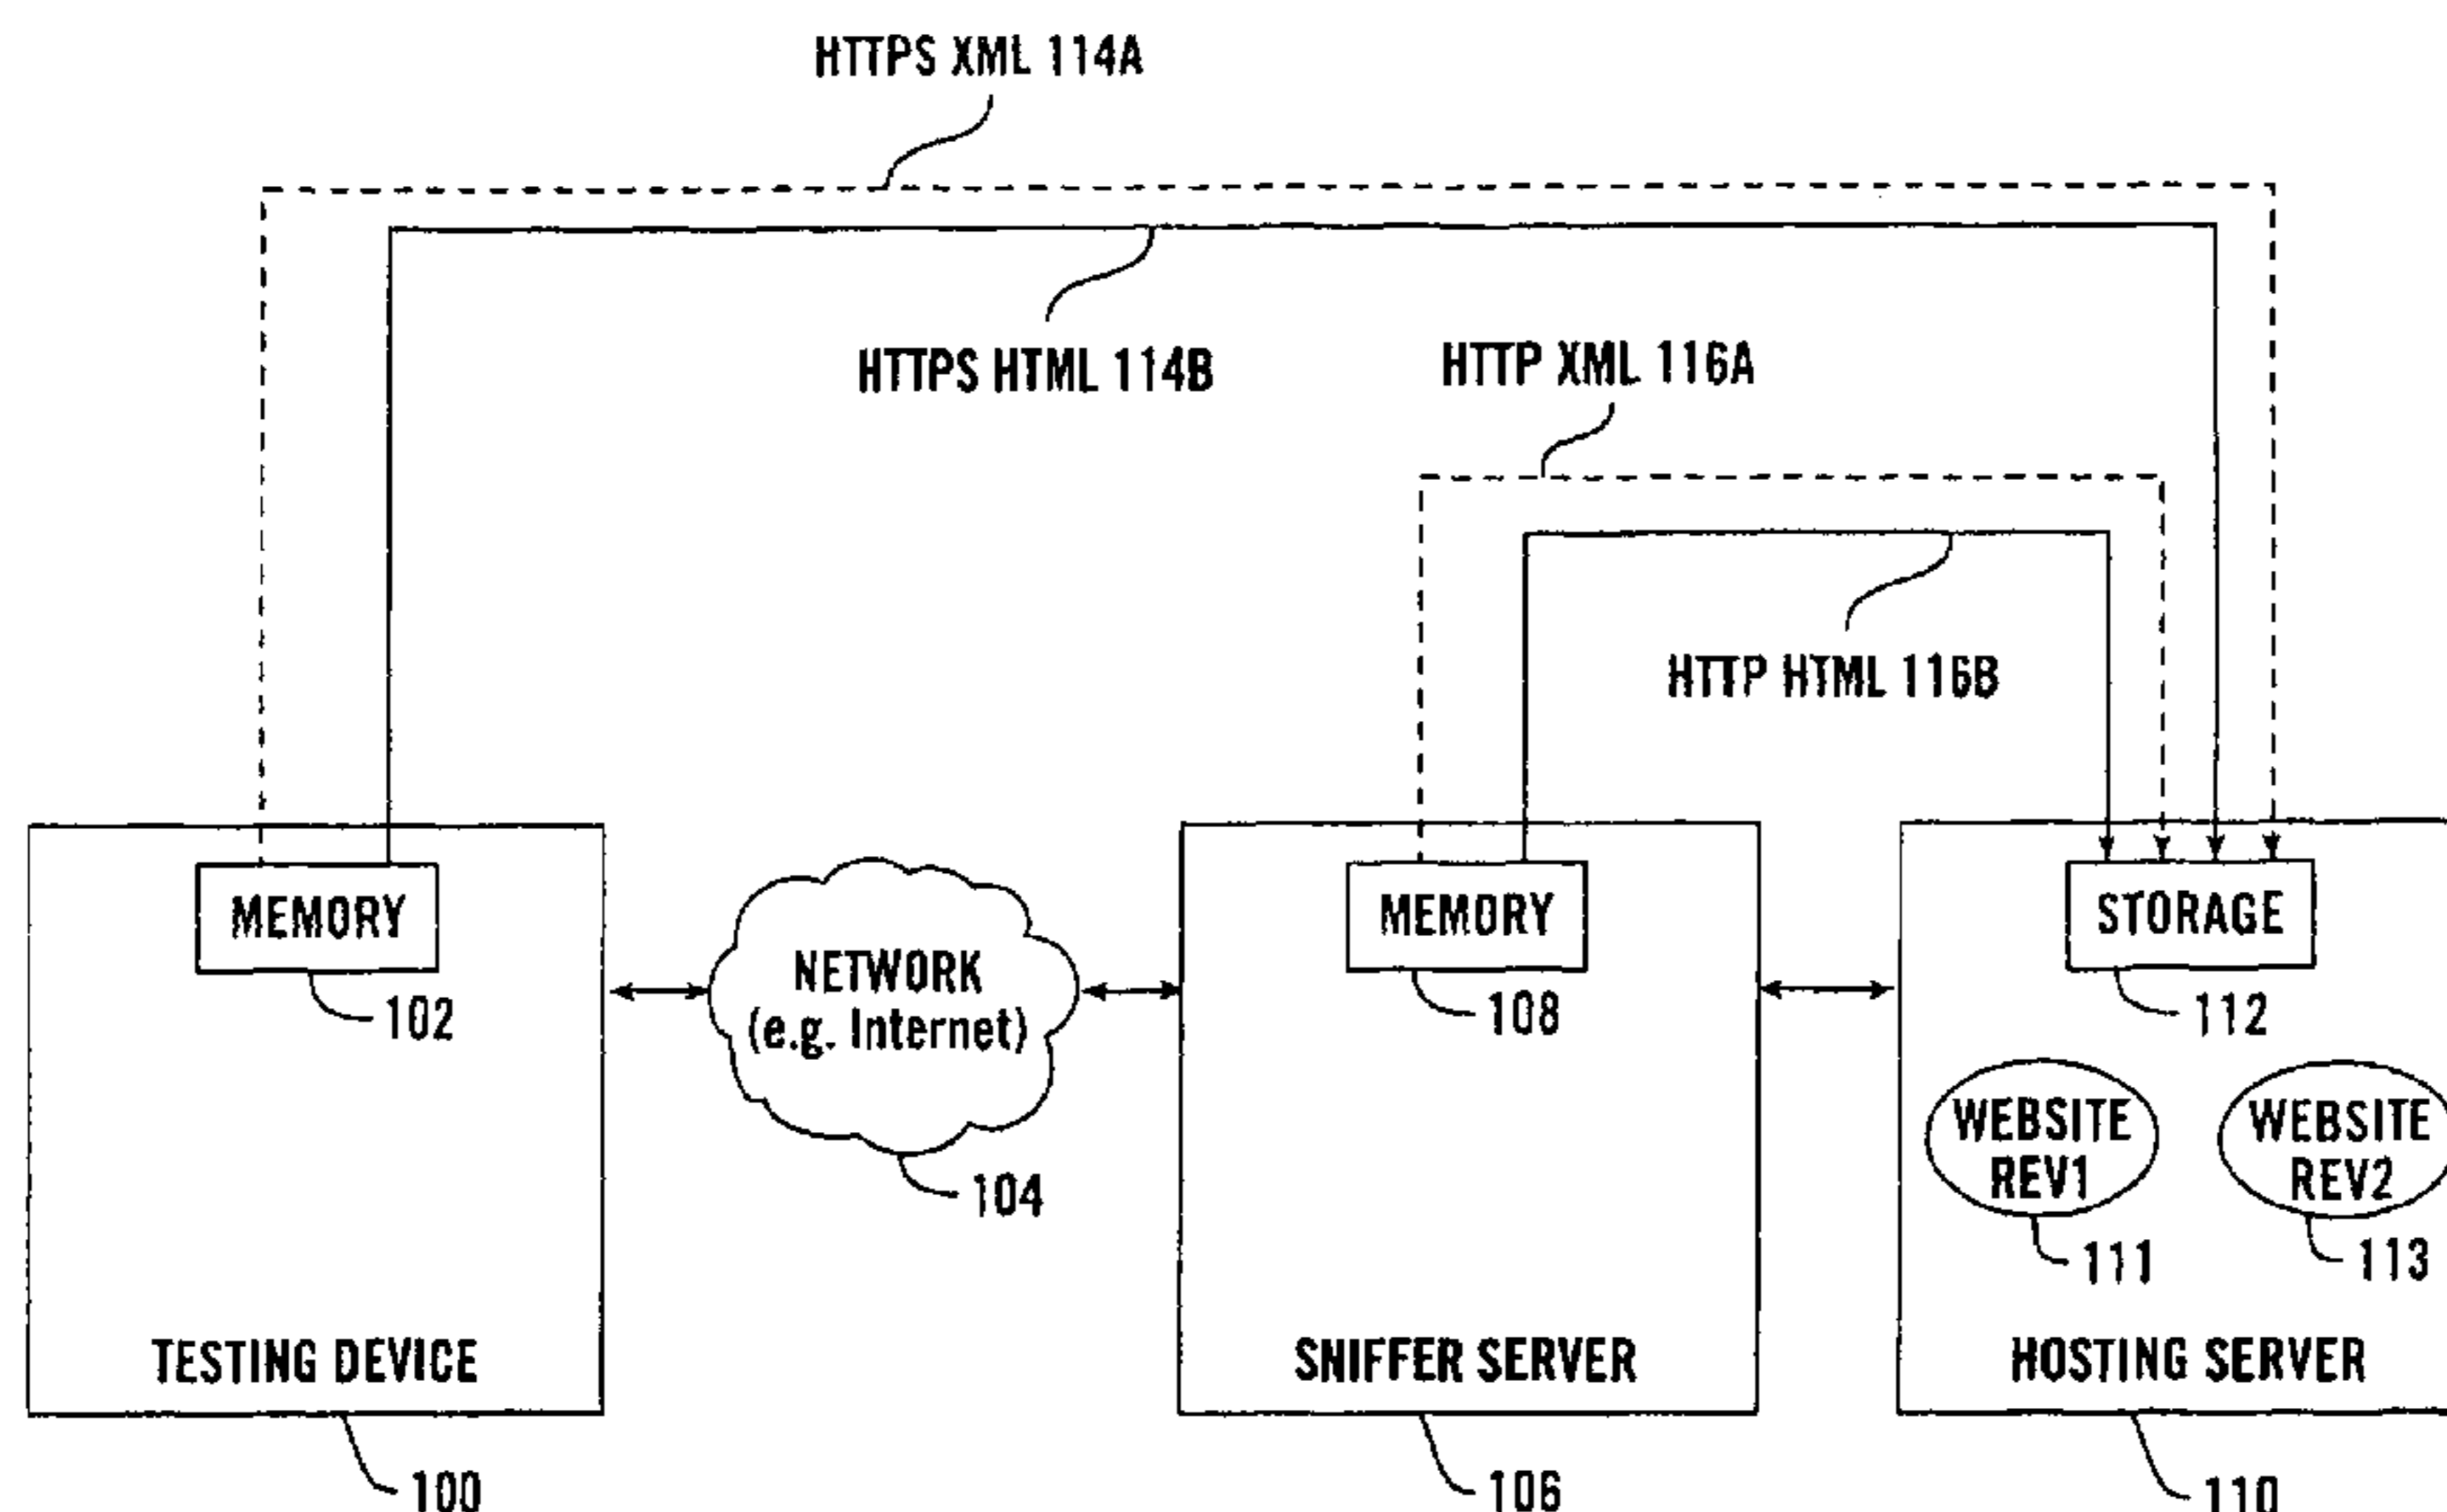 HTTPS XML 114A
HTTPS HTML 114B
HTTP XML 116A
HTTP HTML 116B
MEMORY
102
NETWORK
(e.g. Internet)
104
MEMORY
108
STORAGE
112
WEBSITE
REV1
111
WEBSITE
REV2
113
TESTING DEVICE
100
SNIFFER SERVER
106
HOSTING SERVER
110